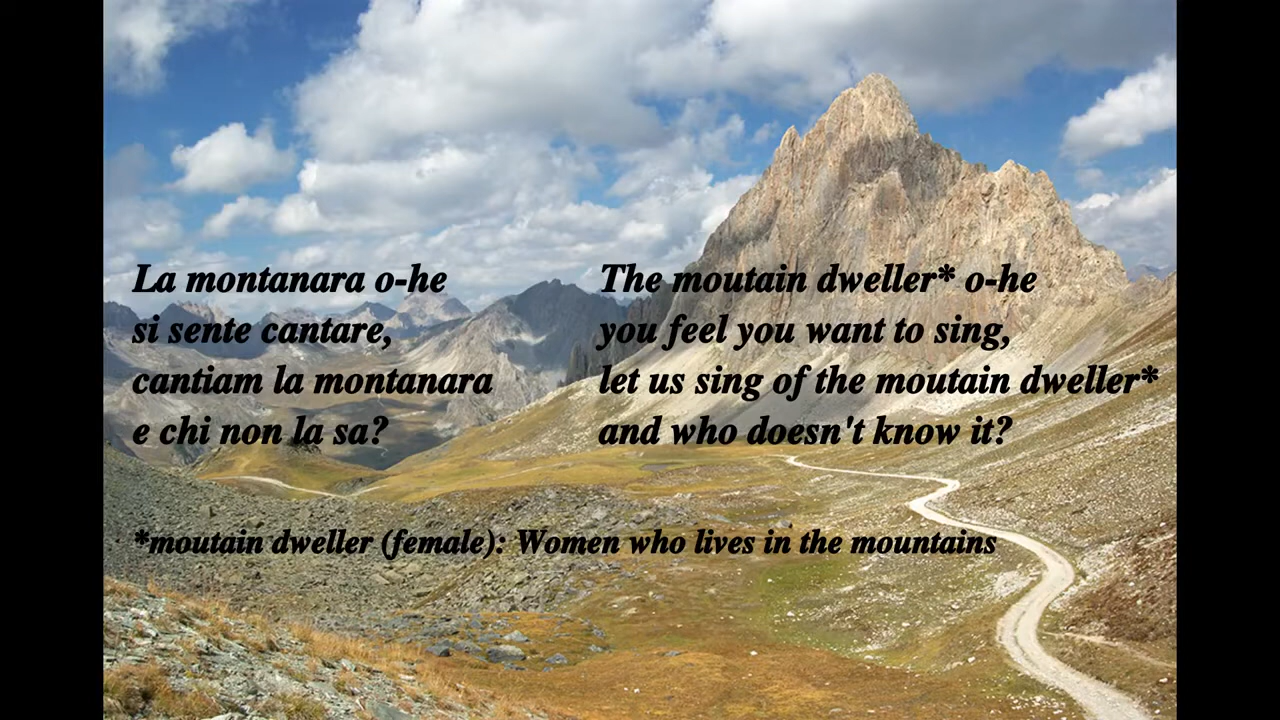 La montanara o-he
si sente cantare,
cantiam la montanara
e chi non la sa?
The moutain dweller* o-he
you feel you want to sing,
let us sing of the moutain dweller*
and who doesn't know it?
*moutain dweller (female): Women who lives in the mountains